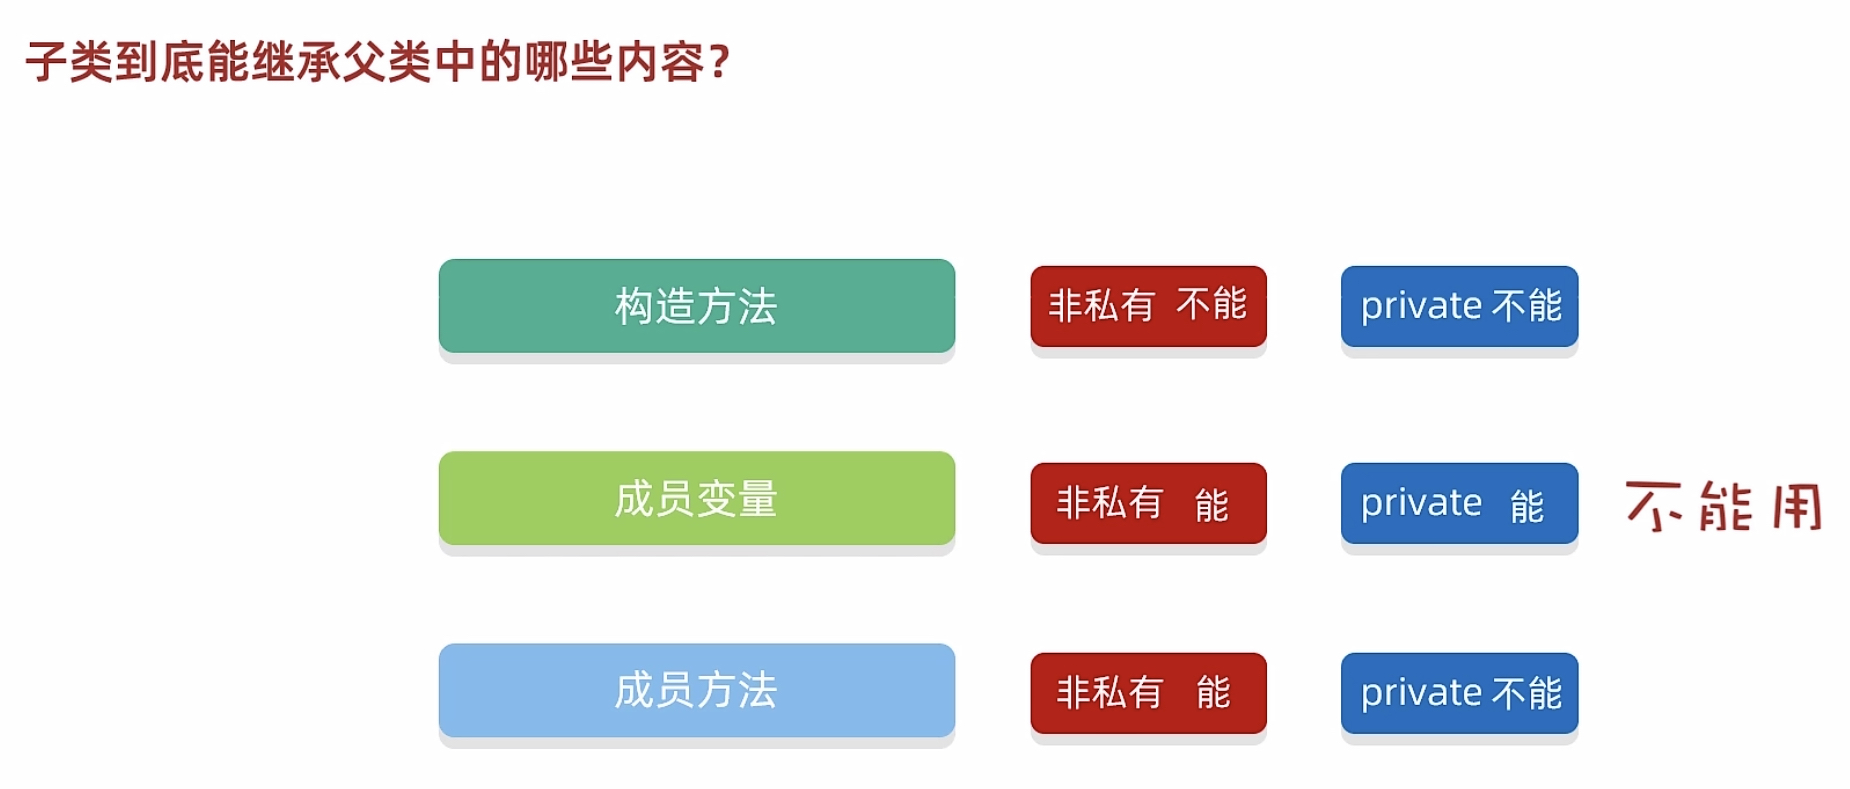 子类到底能继承父类中的哪些内容？
构造方法 非私有 不能 private 不能
成员变量 非私有 能 private 能 不能用
成员方法 非私有 能 private 不能